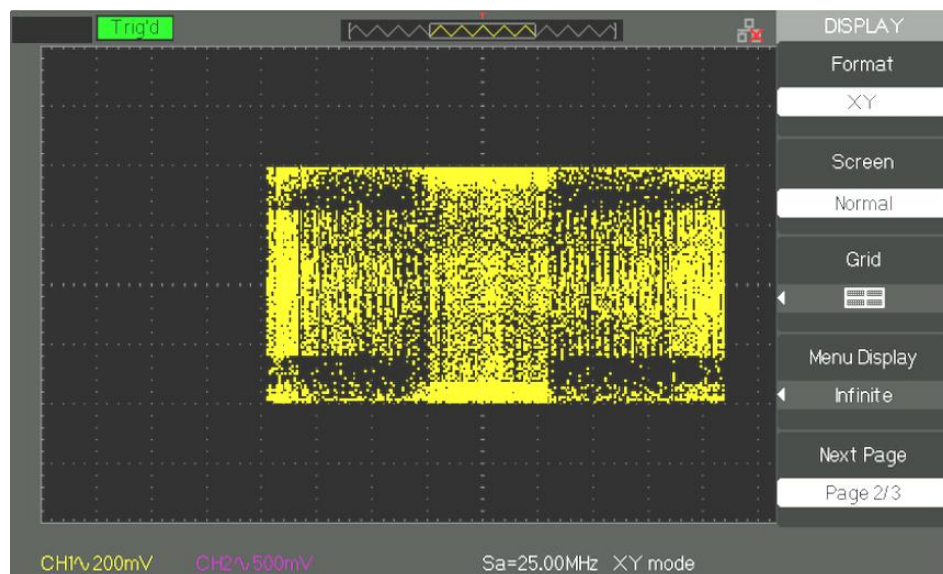 Trig'd
DISPLAY
Format
XY
Screen
Normal
Grid
Menu Display
Infinite
Next Page
Page 2/3
CH1∿200mV CH2∿500mV Sa=25.00MHz XY mode